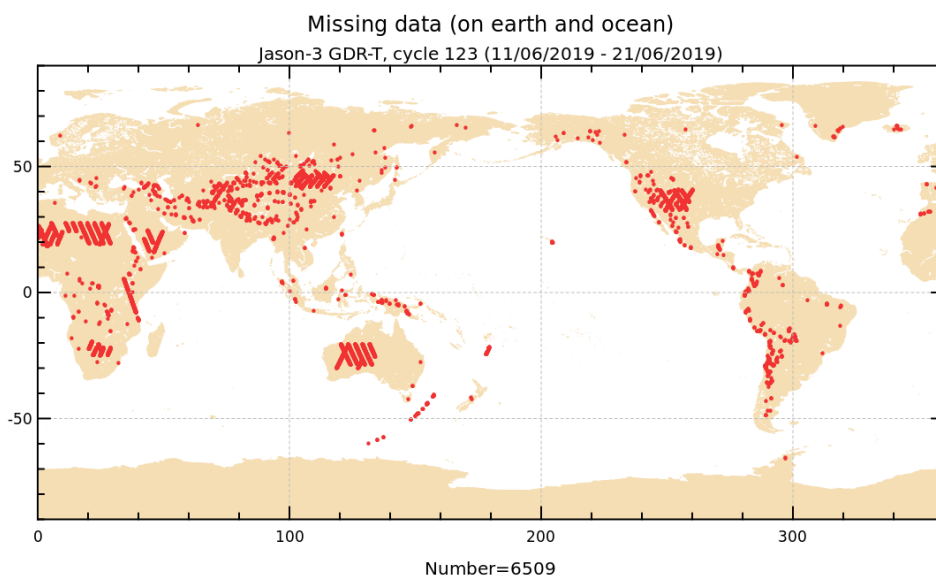 Missing data (on earth and ocean)
Jason-3 GDR-T, cycle 123 (11/06/2019 - 21/06/2019)
50
0
-50
0 100 200 300
Number=6509